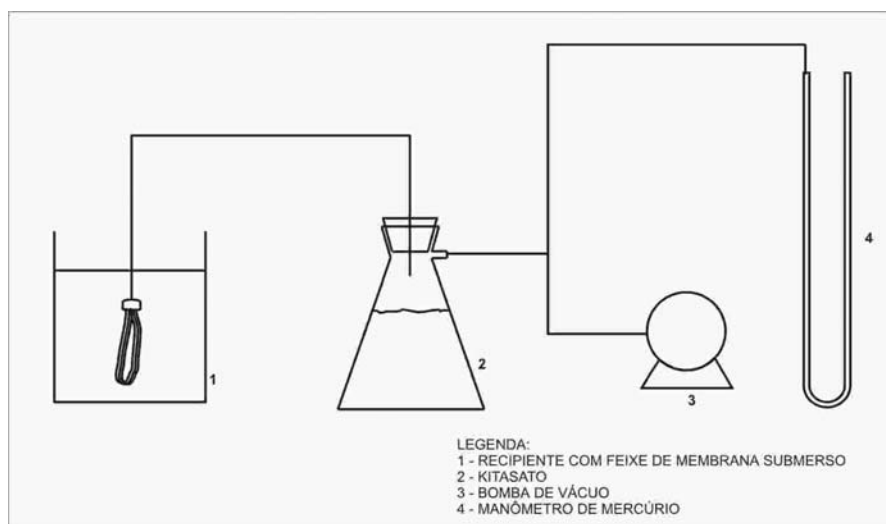 1
2
3
4
LEGENDA:
1 - RECIPIENTE COM FEIXE DE MEMBRANA SUBMERSO
2 - KITASATO
3 - BOMBA DE VÁCUO
4 - MANÔMETRO DE MERCÚRIO